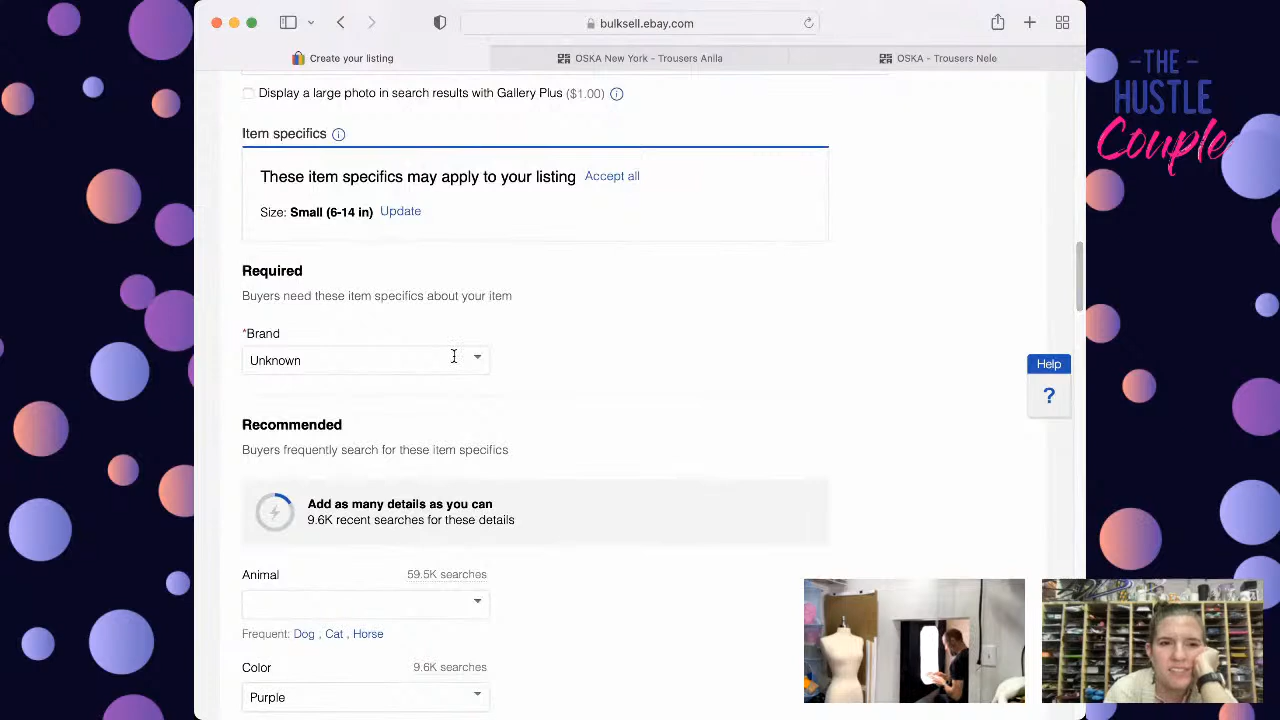 bulksell.ebay.com
Create your listing
OSKA New York - Trousers Anila
OSKA - Trousers Nele
THE
HUSTLE
Couple
Display a large photo in search results with Gallery Plus ($1.00)
Item specifics
These item specifics may apply to your listing Accept all
Size: Small (6-14 in) Update
Required
Buyers need these item specifics about your item
*Brand
Unknown
Help
?
Recommended
Buyers frequently search for these item specifics
Add as many details as you can
9.6K recent searches for these details
Animal 59.5K searches
Frequent: Dog , Cat , Horse
Color 9.6K searches
Purple